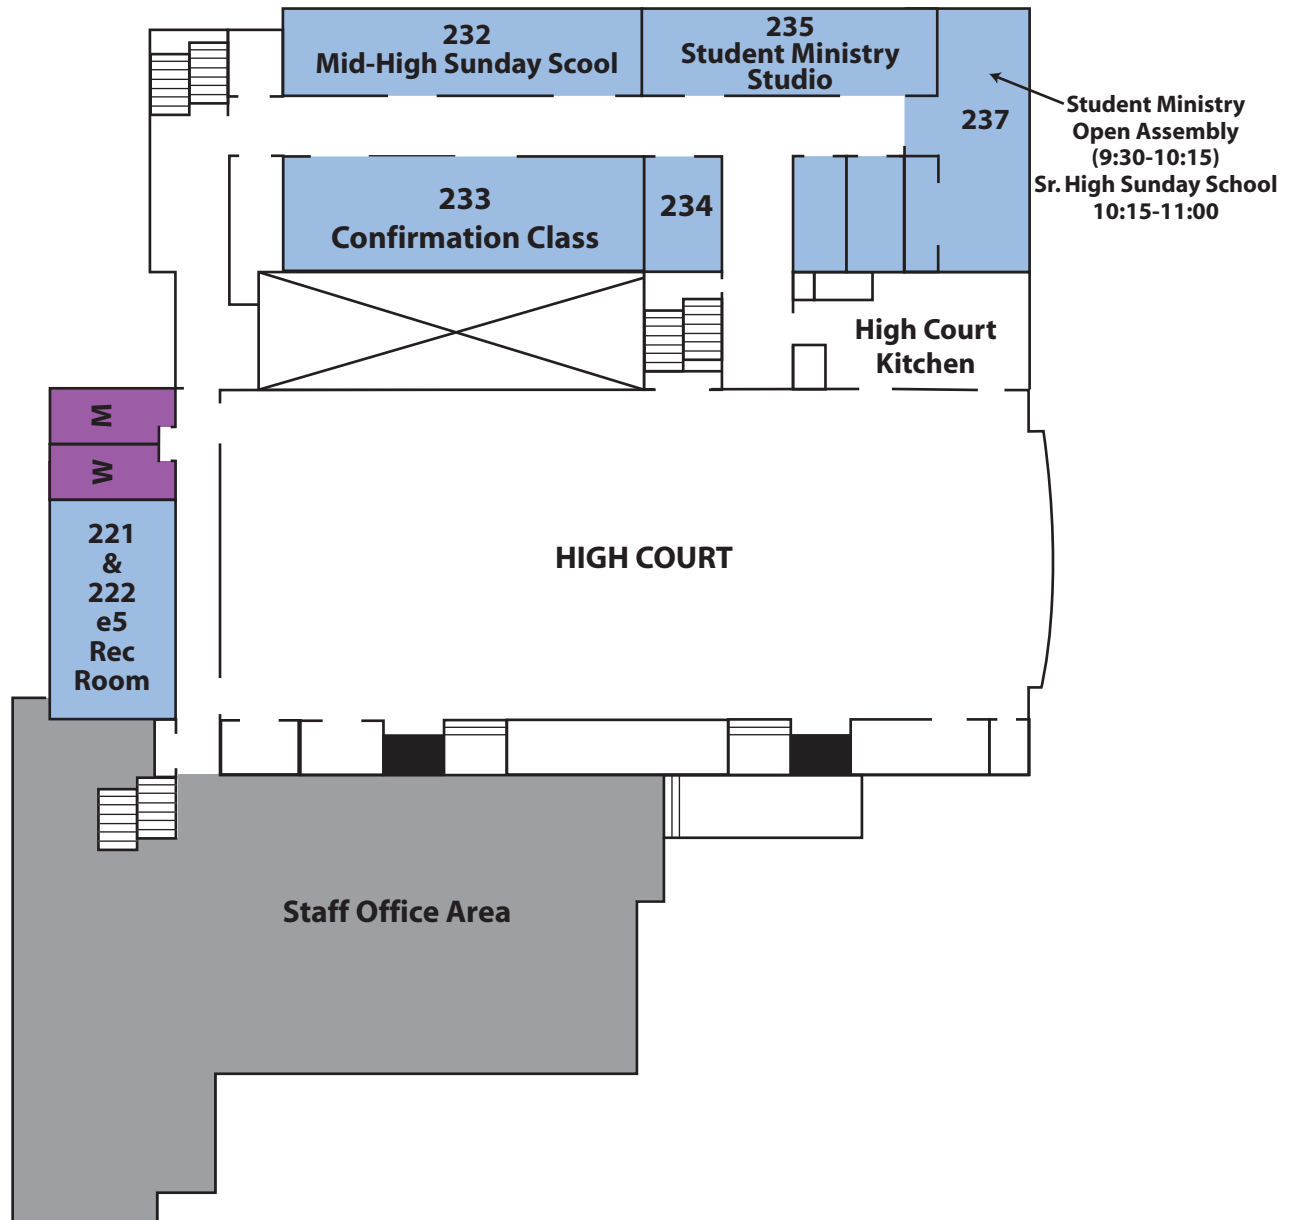 232
Mid-High Sunday Scool
235
Student Ministry
Studio
237
Student Ministry
Open Assembly
(9:30-10:15)
Sr. High Sunday School
10:15-11:00
233
Confirmation Class
234
High Court
Kitchen
M
W
221
&
222
e5
Rec
Room
HIGH COURT
Staff Office Area